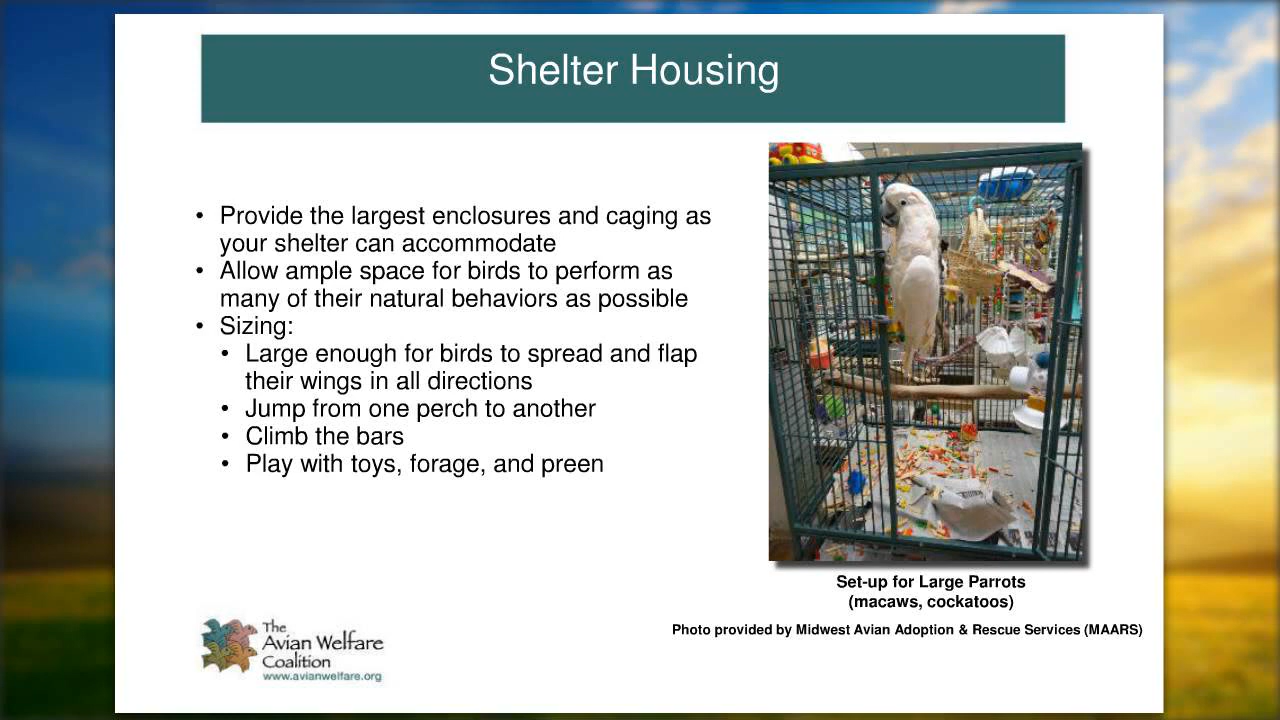 Shelter Housing
• Provide the largest enclosures and caging as
your shelter can accommodate
• Allow ample space for birds to perform as
many of their natural behaviors as possible
• Sizing:
• Large enough for birds to spread and flap
their wings in all directions
• Jump from one perch to another
• Climb the bars
• Play with toys, forage, and preen
Set-up for Large Parrots
(macaws, cockatoos)
Photo provided by Midwest Avian Adoption & Rescue Services (MAARS)
The
Avian Welfare
Coalition
www.avianwelfare.org